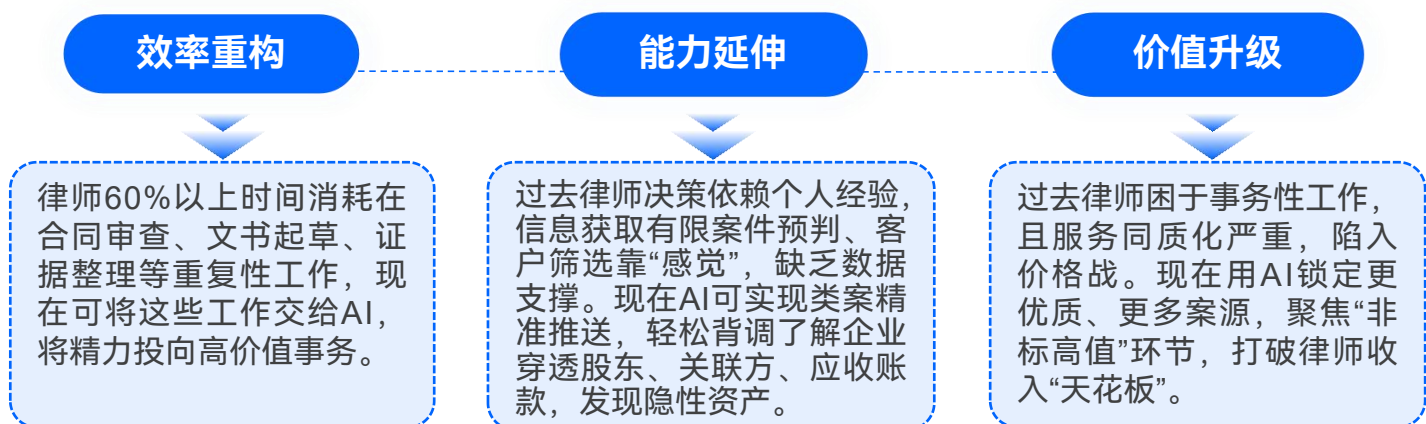 效率重构
能力延伸
价值升级
律师60%以上时间消耗在
合同审查、文书起草、证
据整理等重复性工作，现
在可将这些工作交给AI，
将精力投向高价值事务。
过去律师决策依赖个人经验，
信息获取有限案件预判、客
户筛选靠“感觉”，缺乏数据
支撑。现在AI可实现类案精
准推送，轻松背调了解企业
穿透股东、关联方、应收账
款，发现隐性资产。
过去律师困于事务性工作，
且服务同质化严重，陷入
价格战。现在用AI锁定更
优质、更多案源，聚焦“非
标高值”环节，打破律师收
入“天花板”。